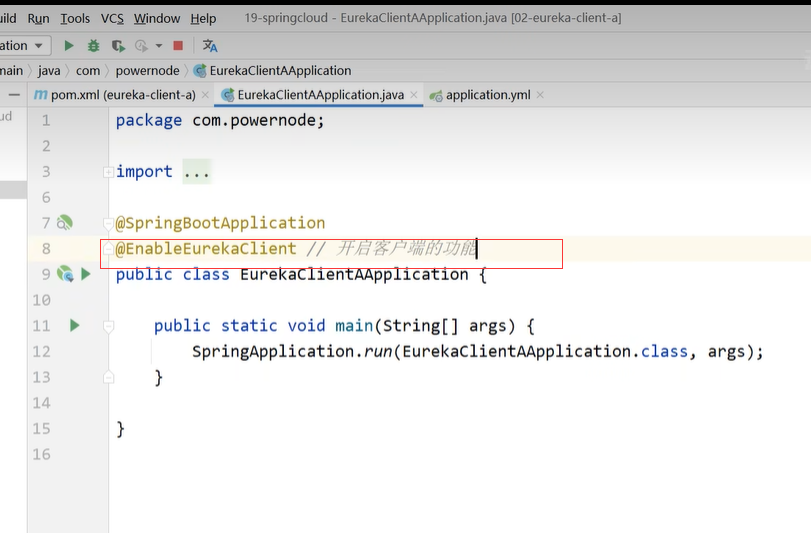 uild Run Tools VCS Window Help 19-springcloud - EurekaClientAApplication.java [02-eureka-client-a]
ation
main java com powernode EurekaClientAApplication
pom.xml (eureka-client-a) EurekaClientAApplication.java application.yml
ud
1 package com.powernode;
2
3 import ...
6
7 @SpringBootApplication
8 @EnableEurekaClient // 开启客户端的功能
9 public class EurekaClientAApplication {
10
11 public static void main(String[] args) {
12 SpringApplication.run(EurekaClientAApplication.class, args);
13 }
14
15 }
16